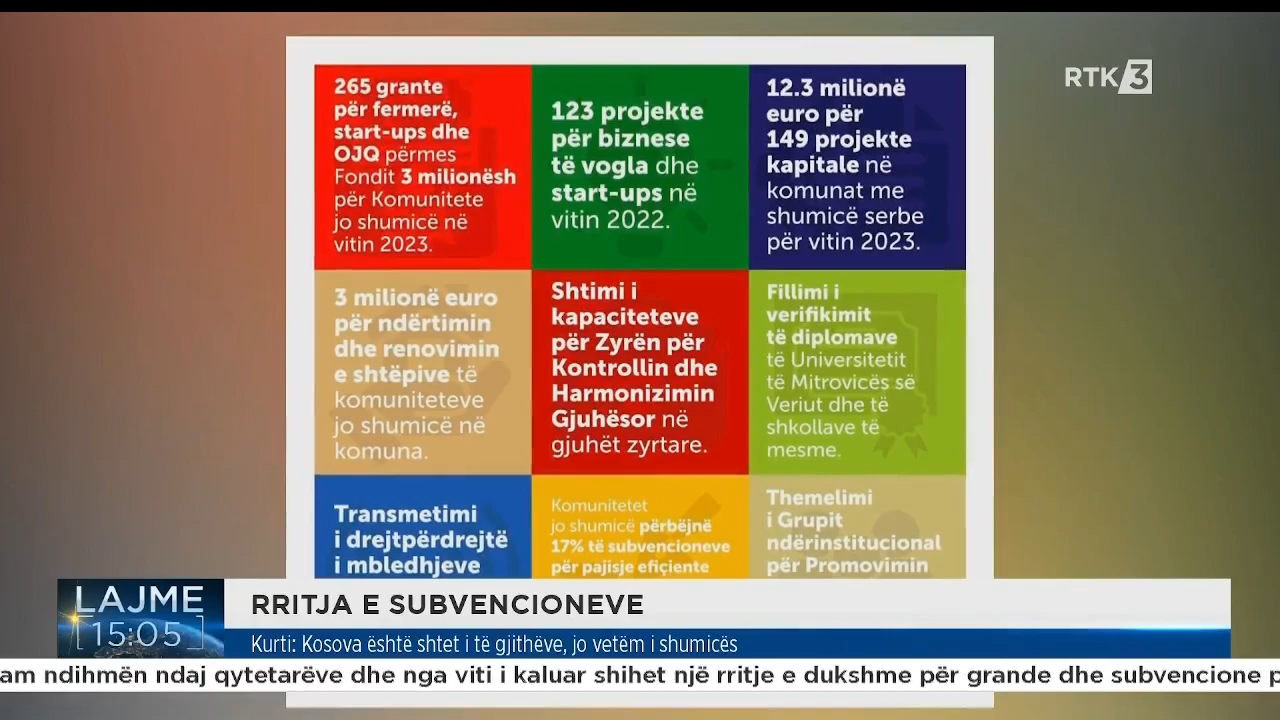 RTK3
265 grante
për fermerë,
start-ups dhe
OJQ përmes
Fondit 3 milionësh
për Komunitete
jo shumicë në
vitin 2023.
123 projekte
për biznese
të vogla dhe
start-ups në
vitin 2022.
12.3 milionë
euro për
149 projekte
kapitale në
komunat me
shumicë serbe
për vitin 2023.
3 milionë euro
për ndërtimin
dhe renovimin
e shtëpive të
komuniteteve
jo shumicë në
komuna.
Shtimi i
kapaciteteve
për Zyrën për
Kontrollin dhe
Harmonizimin
Gjuhësor në
gjuhët zyrtare.
Fillimi i
verifikimit
të diplomave
të Universitetit
të Mitrovicës së
Veriut dhe të
shkollave të
mesme.
Transmetimi
i drejtpërdrejtë
i mbledhjeve
Komunitetet
jo shumicë përbëjnë
17% të subvencioneve
për pajisje efiçiente
Themelimi
i Grupit
ndërinstitucional
për Promovimin
LAJME
15:05
RRITJA E SUBVENCIONEVE
Kurti: Kosova është shtet i të gjithëve, jo vetëm i shumicës
am ndihmën ndaj qytetarëve dhe nga viti i kaluar shihet një rritje e dukshme për grande dhe subvencione p